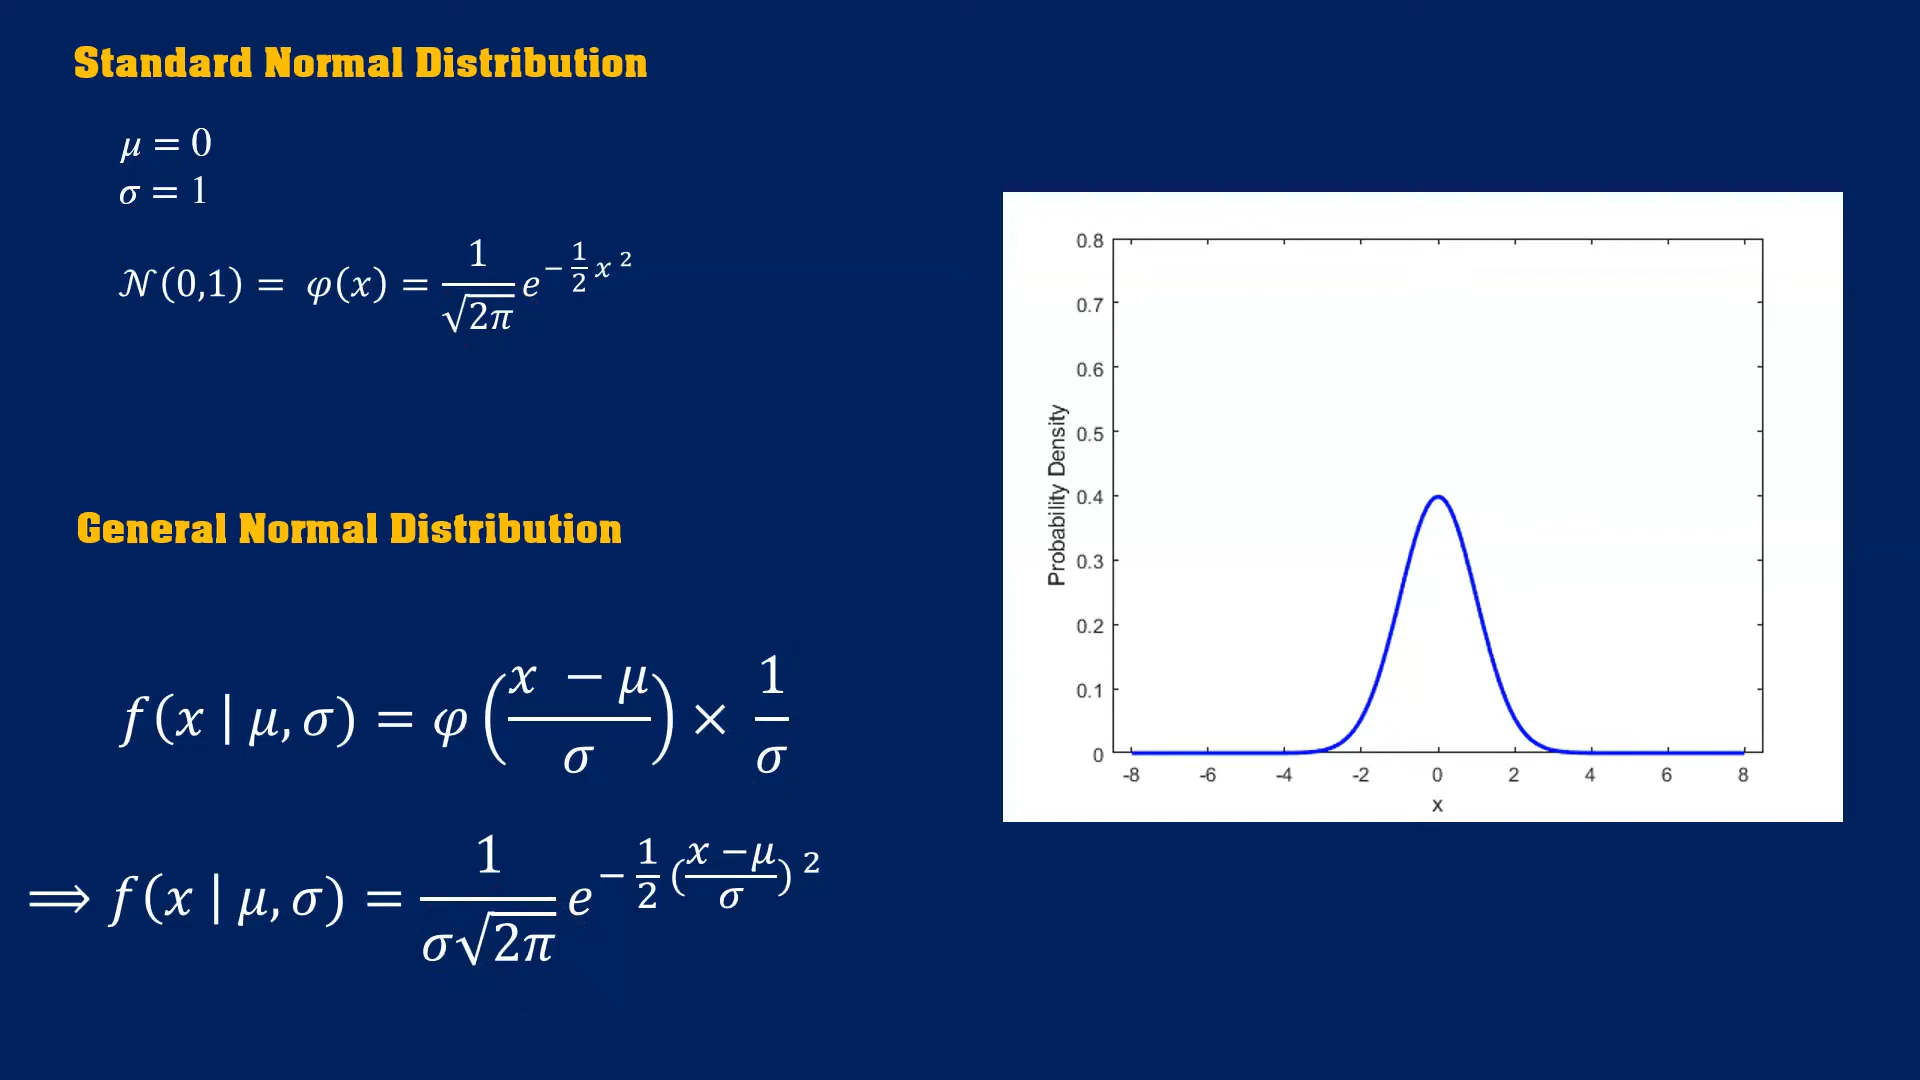 Standard Normal Distribution
μ = 0
σ = 1
𝒩(0,1) = φ(x) = 1/√2π e^(−1/2 x^2)
General Normal Distribution
f(x | μ, σ) = φ((x − μ)/σ) × 1/σ
⟹ f(x | μ, σ) = 1/(σ√2π) e^(−1/2 ((x − μ)/σ)^2)
0.8
0.7
0.6
0.5
0.4
0.3
0.2
0.1
0
Probability Density
-8 -6 -4 -2 0 2 4 6 8
x